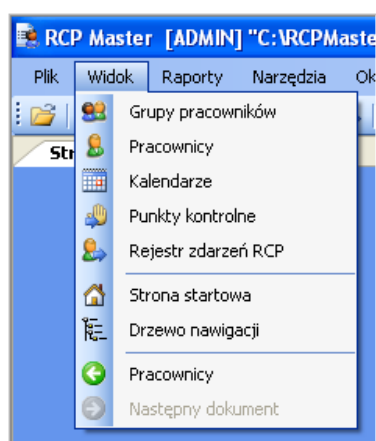 RCP Master [ADMIN] "C:\RCPMaste
Plik Widok Raporty Narzędzia Ok
Str
Grupy pracowników
Pracownicy
Kalendarze
Punkty kontrolne
Rejestr zdarzeń RCP
Strona startowa
Drzewo nawigacji
Pracownicy
Następny dokument